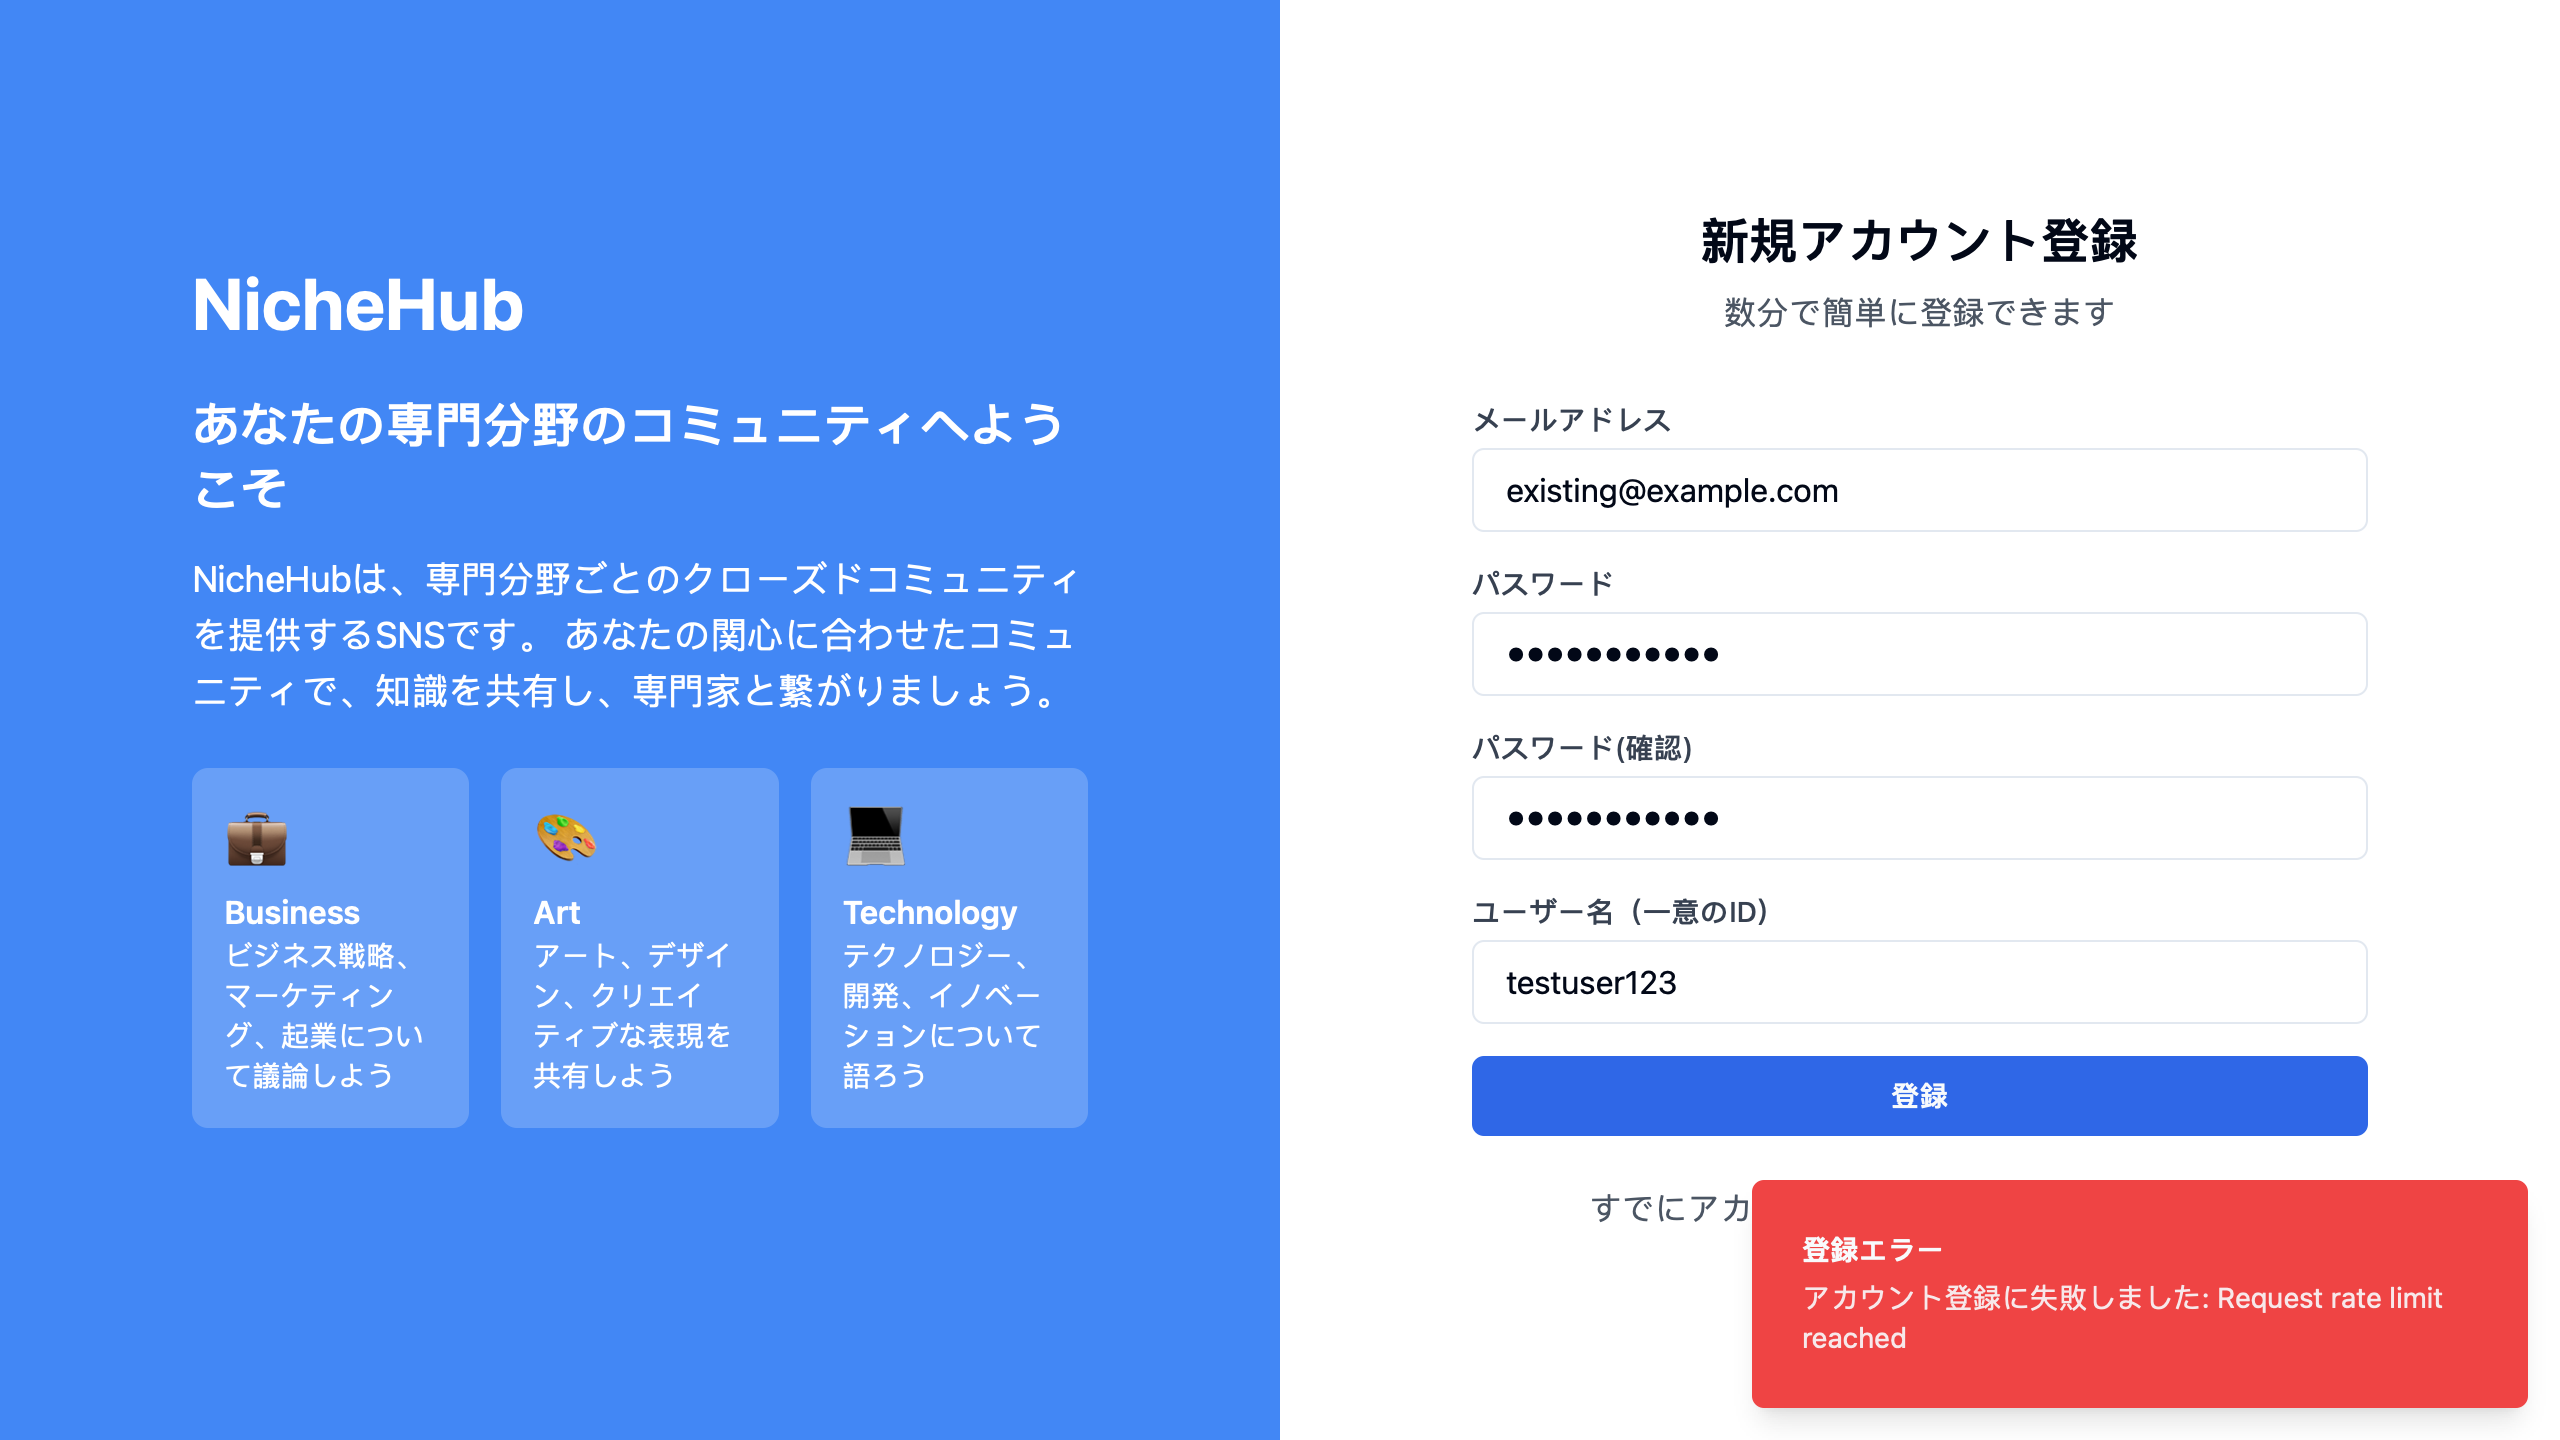 NicheHub
あなたの専門分野のコミュニティへよう
こそ
NicheHubは、専門分野ごとのクローズドコミュニティ
を提供するSNSです。 あなたの関心に合わせたコミュ
ニティで、知識を共有し、専門家と繋がりましょう。
Business
ビジネス戦略、
マーケティン
グ、起業につい
て議論しよう
Art
アート、デザイ
ン、クリエイ
ティブな表現を
共有しよう
Technology
テクノロジー、
開発、イノベー
ションについて
語ろう
新規アカウント登録
数分で簡単に登録できます
メールアドレス
existing@example.com
パスワード
•••••••••••
パスワード(確認)
•••••••••••
ユーザー名（一意のID）
testuser123
登録
すでにアカ
登録エラー
アカウント登録に失敗しました: Request rate limit
reached